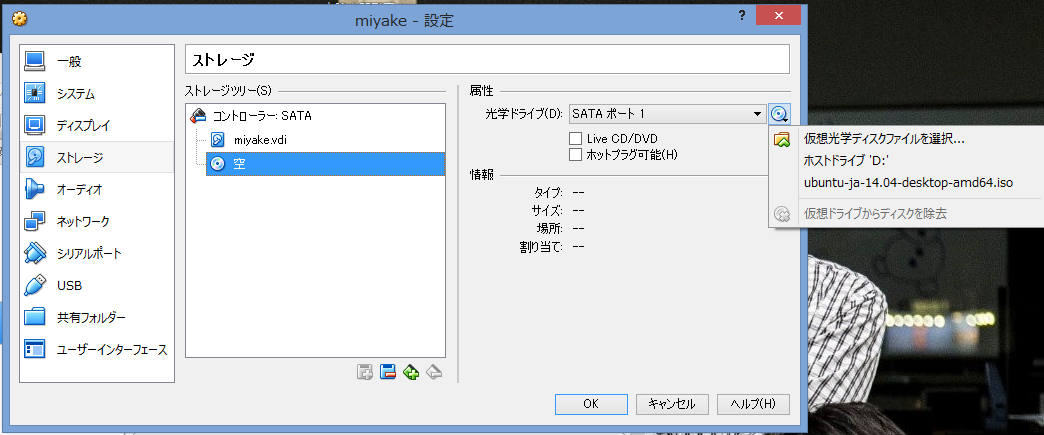 miyake - 設定
?
一般
システム
ディスプレイ
ストレージ
オーディオ
ネットワーク
シリアルポート
USB
共有フォルダー
ユーザーインターフェース
ストレージ
ストレージツリー(S)
コントローラー: SATA
miyake.vdi
空
属性
光学ドライブ(D): SATA ポート 1
Live CD/DVD
ホットプラグ可能(H)
情報
タイプ: --
サイズ: --
場所: --
割り当て: --
仮想光学ディスクファイルを選択...
ホストドライブ 'D:'
ubuntu-ja-14.04-desktop-amd64.iso
仮想ドライブからディスクを除去
OK キャンセル ヘルプ(H)